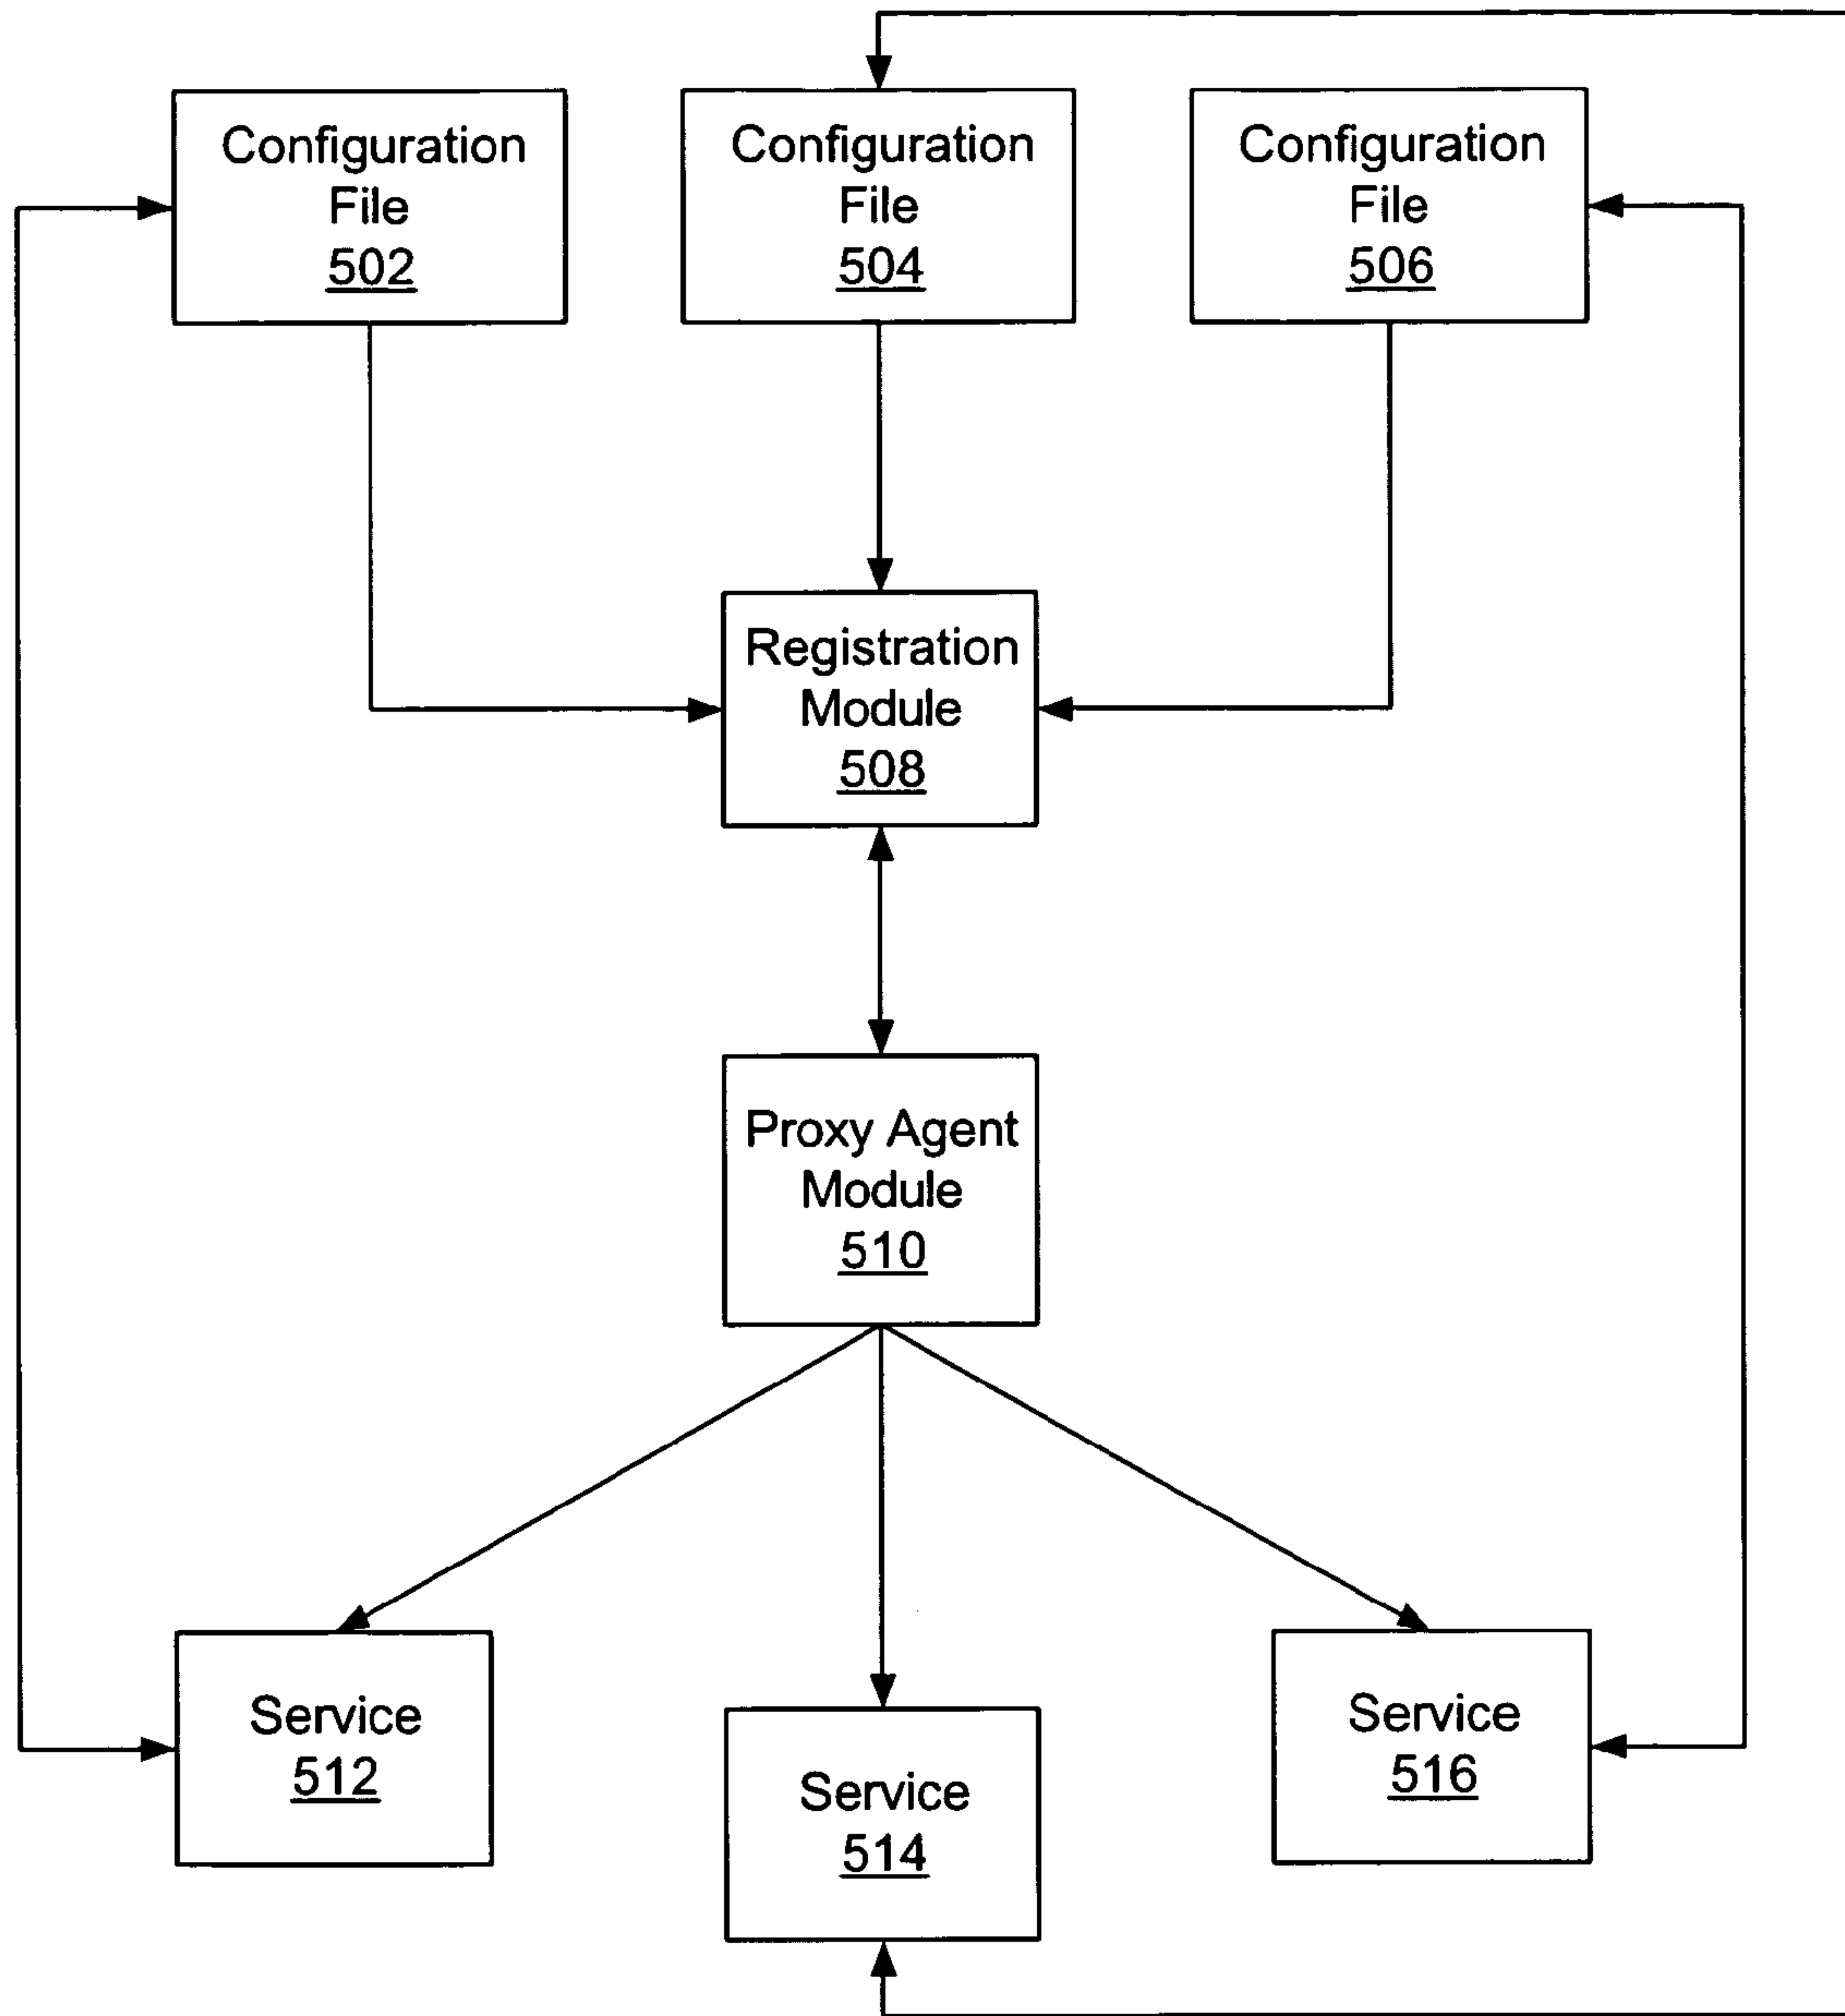 Configuration
File
502
Configuration
File
504
Configuration
File
506
Registration
Module
508
Proxy Agent
Module
510
Service
512
Service
514
Service
516